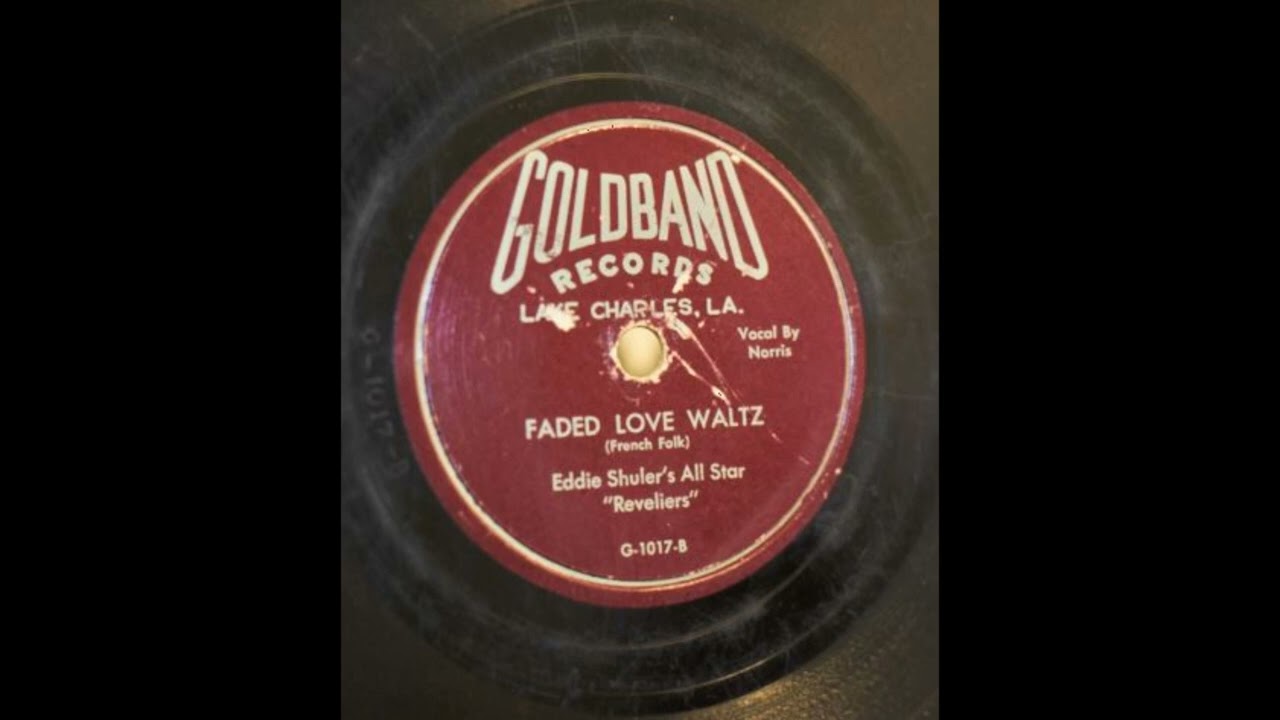 GOLDBAND
RECORDS
LAKE CHARLES, LA.
Vocal By
Norris
FADED LOVE WALTZ
(French Folk)
Eddie Shuler's All Star
"Reveliers"
G-1017-B
G-1017-B